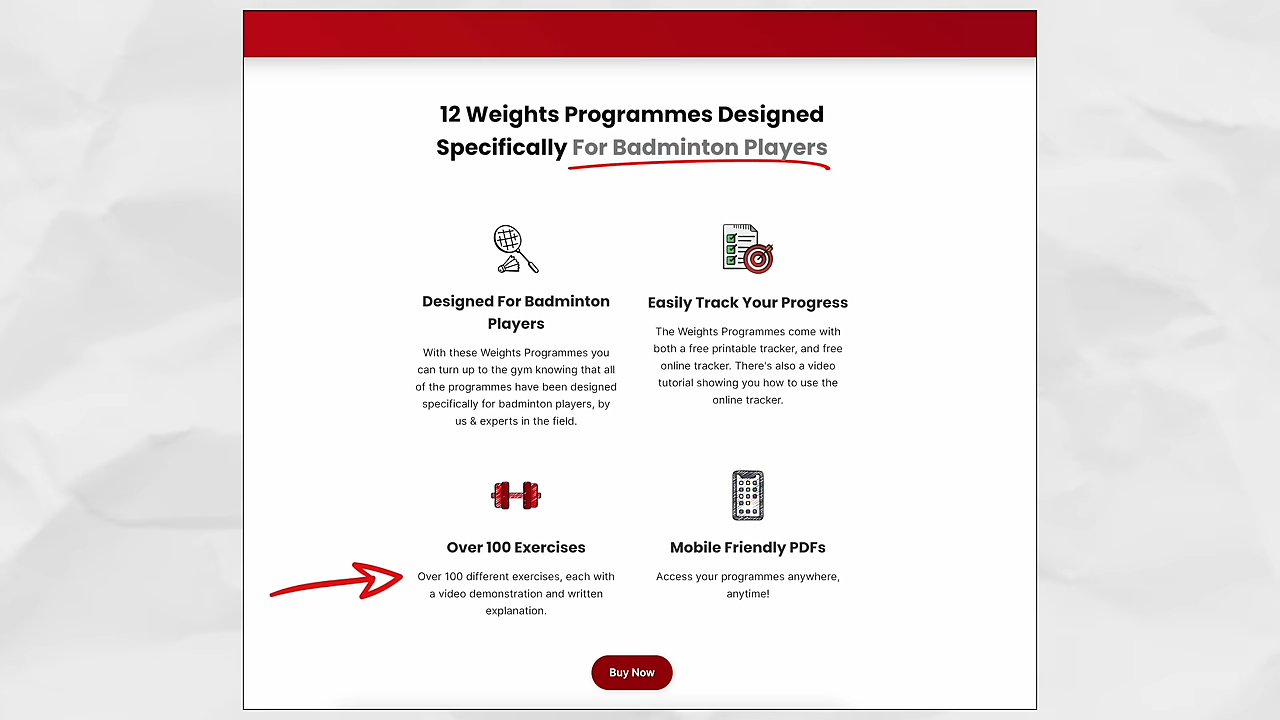 12 Weights Programmes Designed
Specifically For Badminton Players
Designed For Badminton
Players
With these Weights Programmes you
can turn up to the gym knowing that all
of the programmes have been designed
specifically for badminton players, by
us & experts in the field.
Easily Track Your Progress
The Weights Programmes come with
both a free printable tracker, and free
online tracker. There's also a video
tutorial showing you how to use the
online tracker.
Over 100 Exercises
Over 100 different exercises, each with
a video demonstration and written
explanation.
Mobile Friendly PDFs
Access your programmes anywhere,
anytime!
Buy Now